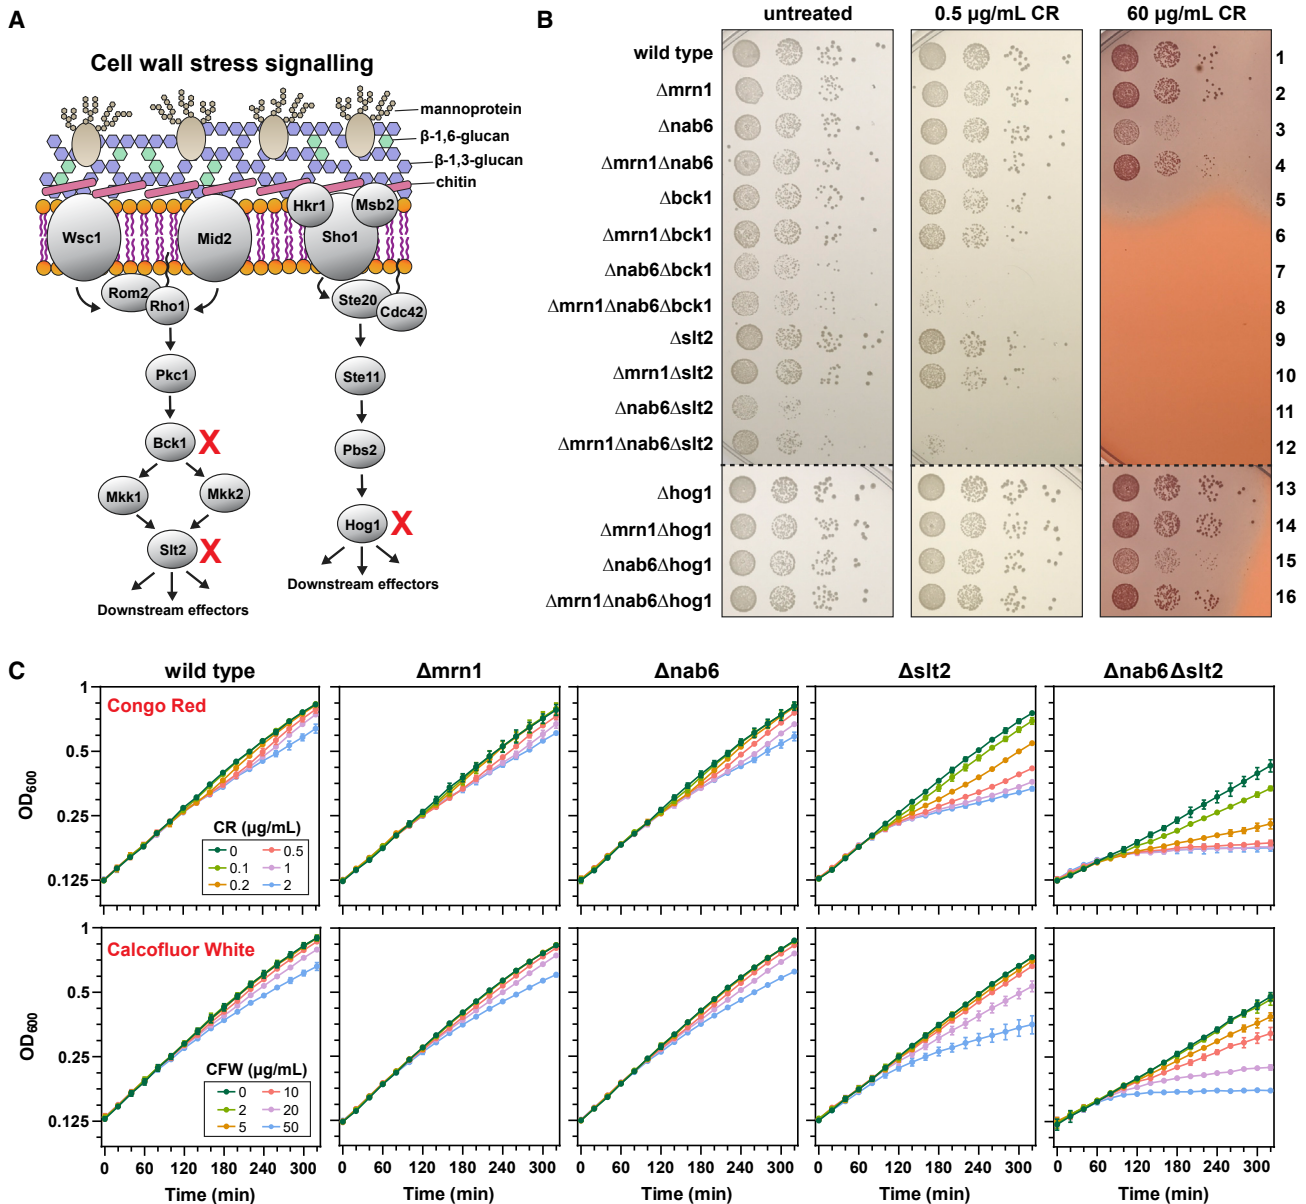 A
Cell wall stress signalling
mannoprotein
β-1,6-glucan
β-1,3-glucan
chitin
Hkr1
Msb2
Wsc1
Mid2
Sho1
Rom2
Rho1
Ste20
Cdc42
Pkc1
Ste11
Bck1
X
Pbs2
Mkk1
Mkk2
Hog1
X
Slt2
X
Downstream effectors
Downstream effectors
B
untreated
0.5 µg/mL CR
60 µg/mL CR
wild type
1
Δmrn1
2
Δnab6
3
Δmrn1Δnab6
4
Δbck1
5
Δmrn1Δbck1
6
Δnab6Δbck1
7
Δmrn1Δnab6Δbck1
8
Δslt2
9
Δmrn1Δslt2
10
Δnab6Δslt2
11
Δmrn1Δnab6Δslt2
12
Δhog1
13
Δmrn1Δhog1
14
Δnab6Δhog1
15
Δmrn1Δnab6Δhog1
16
C
wild type
Δmrn1
Δnab6
Δslt2
Δnab6Δslt2
Congo Red
OD600
1
0.5
0.25
0.125
CR (µg/mL)
0
0.5
0.1
1
0.2
2
Calcofluor White
OD600
1
0.5
0.25
0.125
CFW (µg/mL)
0
10
2
20
5
50
0 60 120 180 240 300
0 60 120 180 240 300
0 60 120 180 240 300
0 60 120 180 240 300
0 60 120 180 240 300
Time (min)
Time (min)
Time (min)
Time (min)
Time (min)